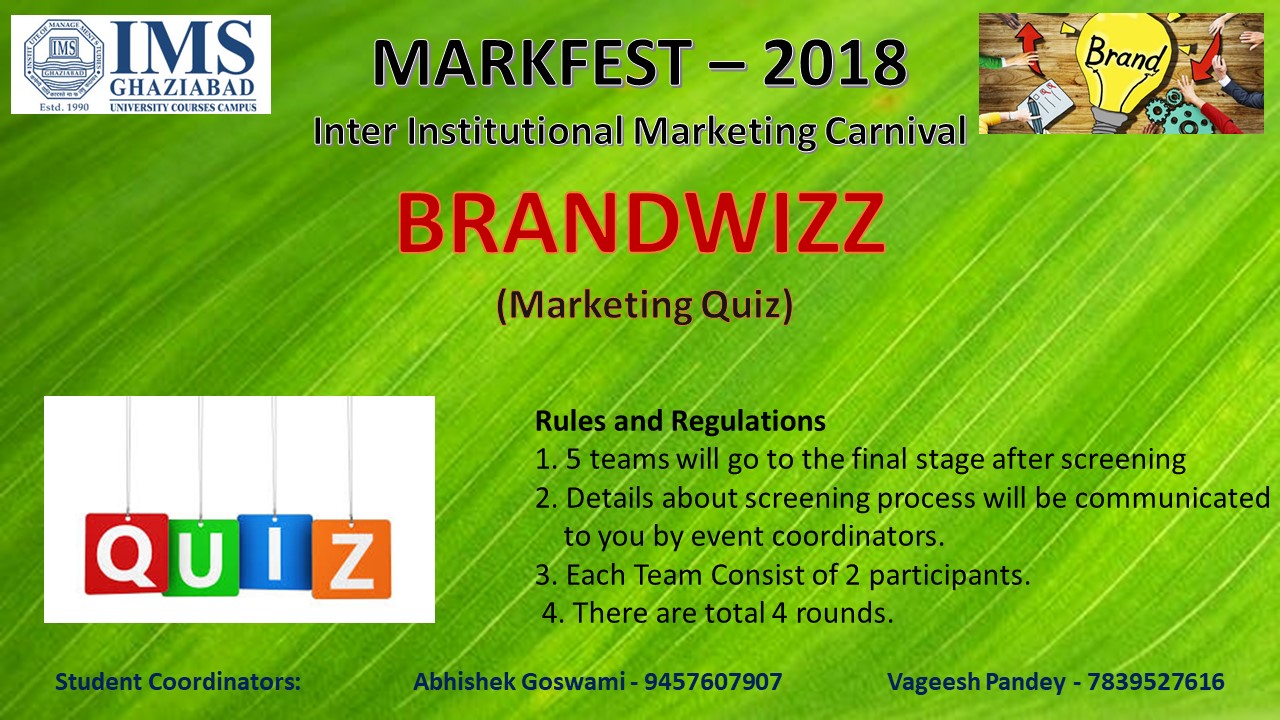 IMS
GHAZIABAD
UNIVERSITY COURSES CAMPUS
IMS
GHAZIABAD
Estd. 1990
MARKFEST – 2018
Inter Institutional Marketing Carnival
Brand
BRANDWIZZ
(Marketing Quiz)
QUIZ
Rules and Regulations
1. 5 teams will go to the final stage after screening
2. Details about screening process will be communicated
to you by event coordinators.
3. Each Team Consist of 2 participants.
4. There are total 4 rounds.
Student Coordinators: Abhishek Goswami - 9457607907 Vageesh Pandey - 7839527616